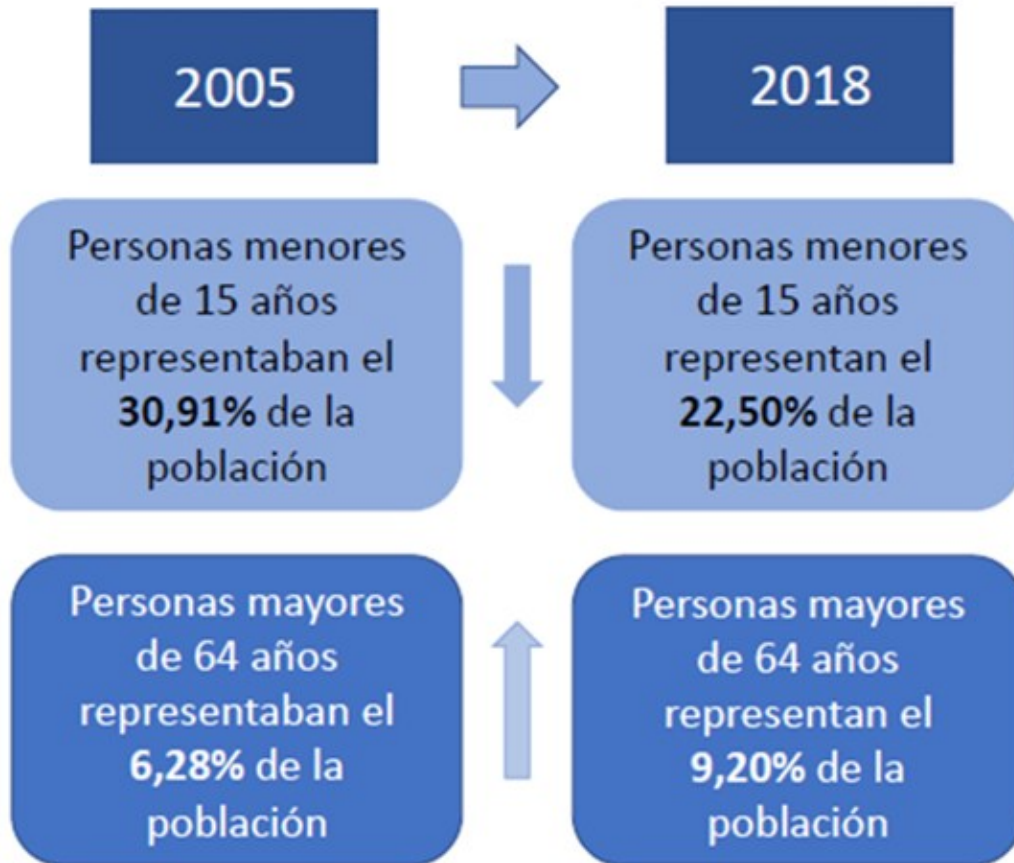 2005
2018
Personas menores
de 15 años
representaban el
30,91% de la
población
Personas menores
de 15 años
representan el
22,50% de la
población
Personas mayores
de 64 años
representaban el
6,28% de la
población
Personas mayores
de 64 años
representan el
9,20% de la
población